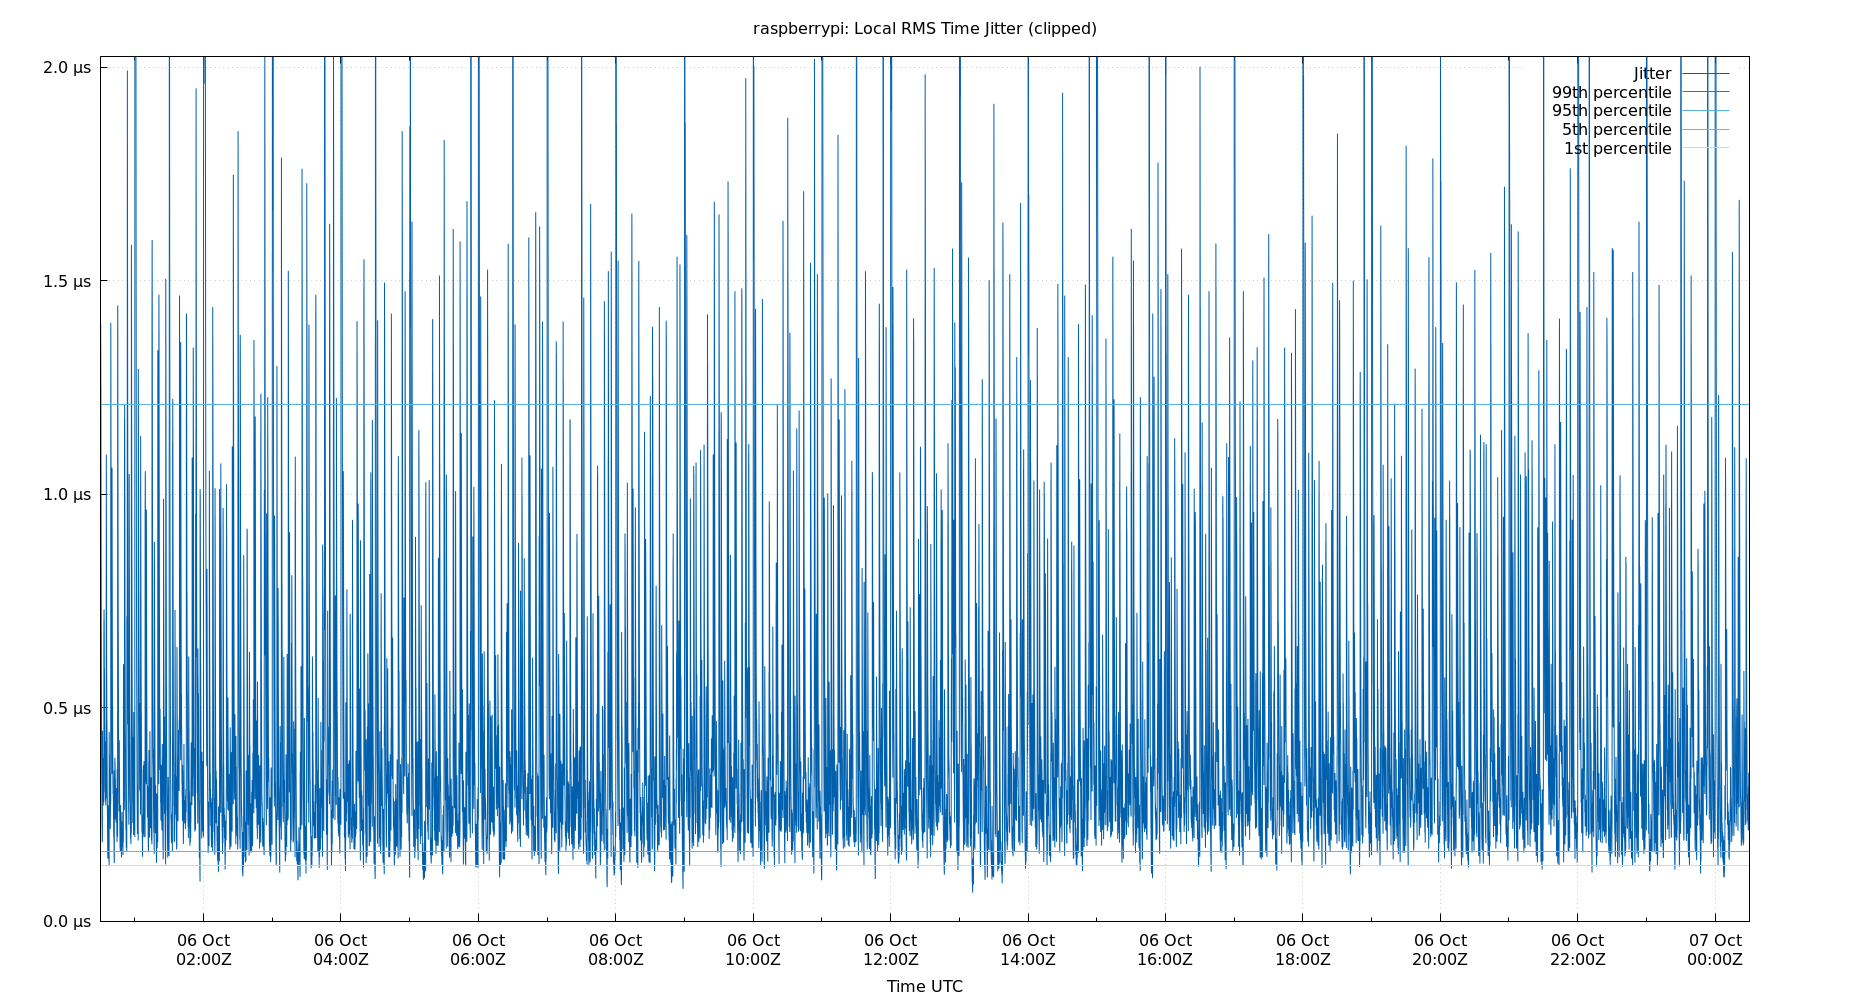 raspberrypi: Local RMS Time Jitter (clipped)
2.0 µs
1.5 µs
1.0 µs
0.5 µs
0.0 µs
Jitter
99th percentile
95th percentile
5th percentile
1st percentile
06 Oct 06 Oct 06 Oct 06 Oct 06 Oct 06 Oct 06 Oct 06 Oct 06 Oct 06 Oct 06 Oct 07 Oct
02:00Z 04:00Z 06:00Z 08:00Z 10:00Z 12:00Z 14:00Z 16:00Z 18:00Z 20:00Z 22:00Z 00:00Z
Time UTC